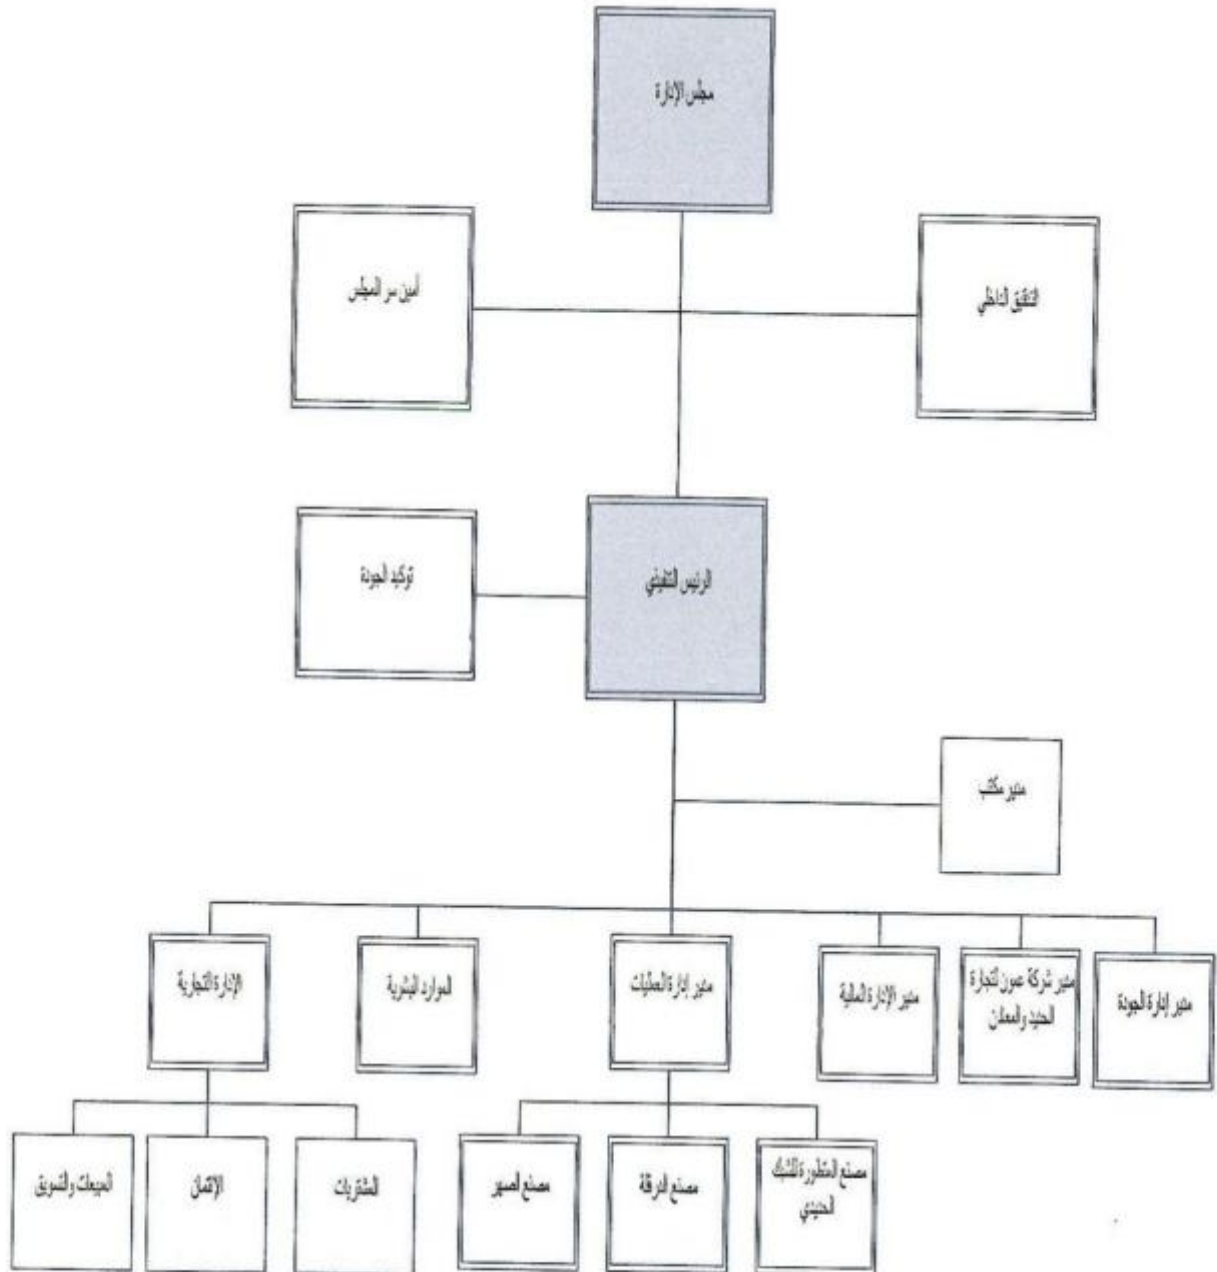 مجلس الإدارة
التدقيق الداخلي
أمين سر المجلس
الرئيس التنفيذي
توكيد الجودة
مدير مكتب
مدير إدارة الجودة
مدير شركة عمون لتجارة
الحديد والمعادن
مدير الإدارة المالية
مدير إدارة العمليات
الموارد البشرية
الإدارة التجارية
مصنع المتطورة للشبك
الحديدي
مصنع الدرفلة
مصنع الصهر
المشتريات
الإئتمان
المبيعات والتسويق